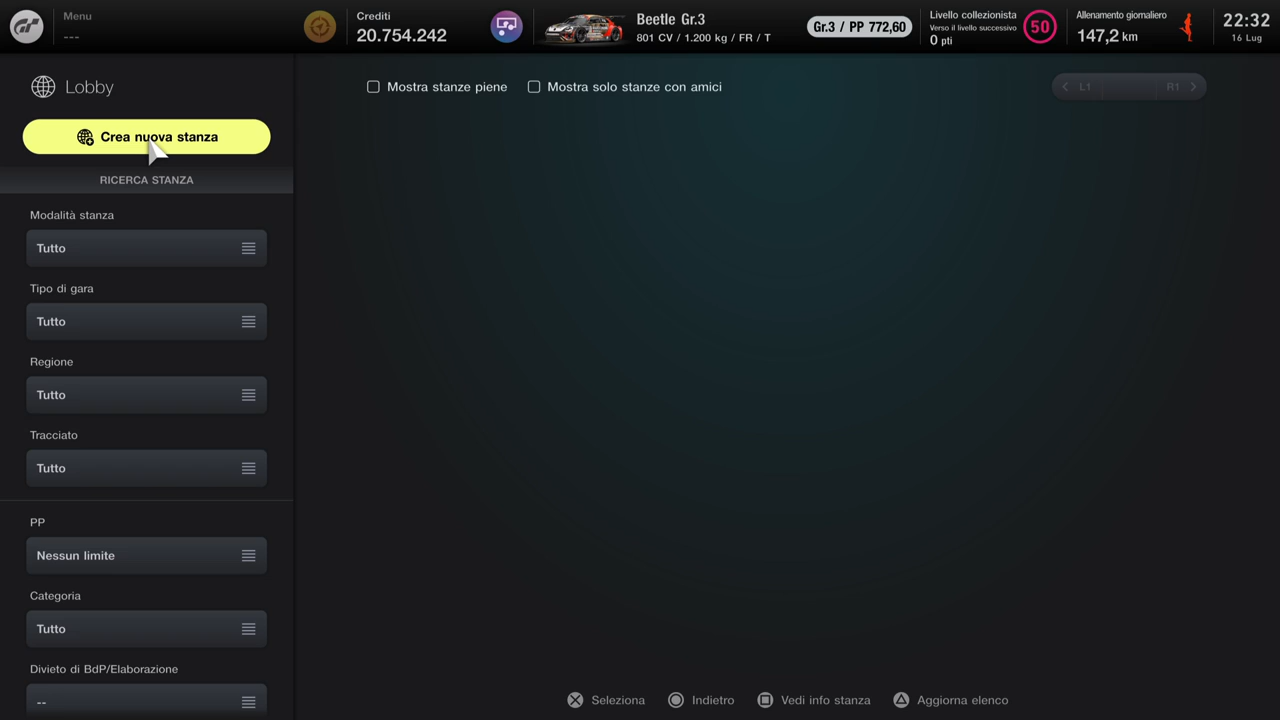 Menu
---
Crediti
20.754.242
Beetle Gr.3
801 CV / 1.200 kg / FR / T
Gr.3 / PP 772,60
Livello collezionista
Verso il livello successivo
0 pti
50
Allenamento giornaliero
147,2 km
22:32
16 Lug
Lobby
Crea nuova stanza
RICERCA STANZA
Modalità stanza
Tutto
Tipo di gara
Tutto
Regione
Tutto
Tracciato
Tutto
PP
Nessun limite
Categoria
Tutto
Divieto di BdP/Elaborazione
--
Mostra stanze piene
Mostra solo stanze con amici
L1
R1
Seleziona
Indietro
Vedi info stanza
Aggiorna elenco